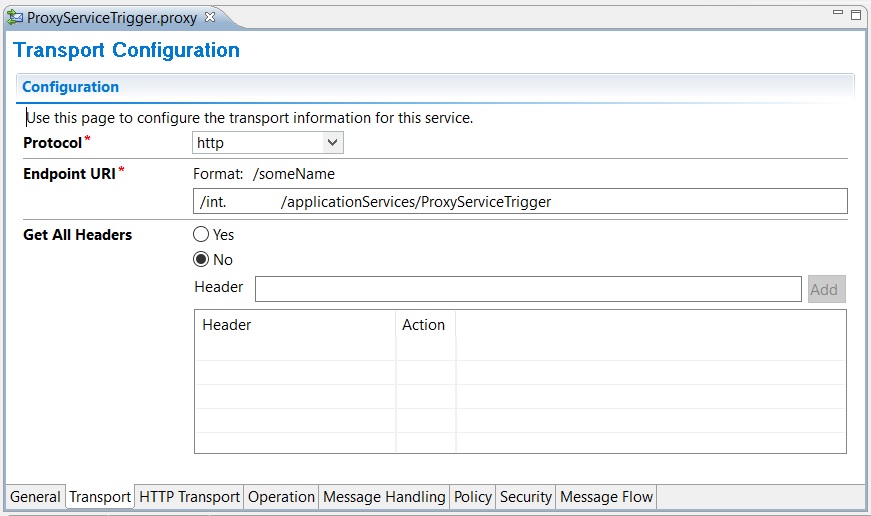 ProxyServiceTrigger.proxy
Transport Configuration
Configuration
Use this page to configure the transport information for this service.
Protocol* http
Endpoint URI* Format: /someName
/int. /applicationServices/ProxyServiceTrigger
Get All Headers Yes
No
Header Add
Header Action
General Transport HTTP Transport Operation Message Handling Policy Security Message Flow